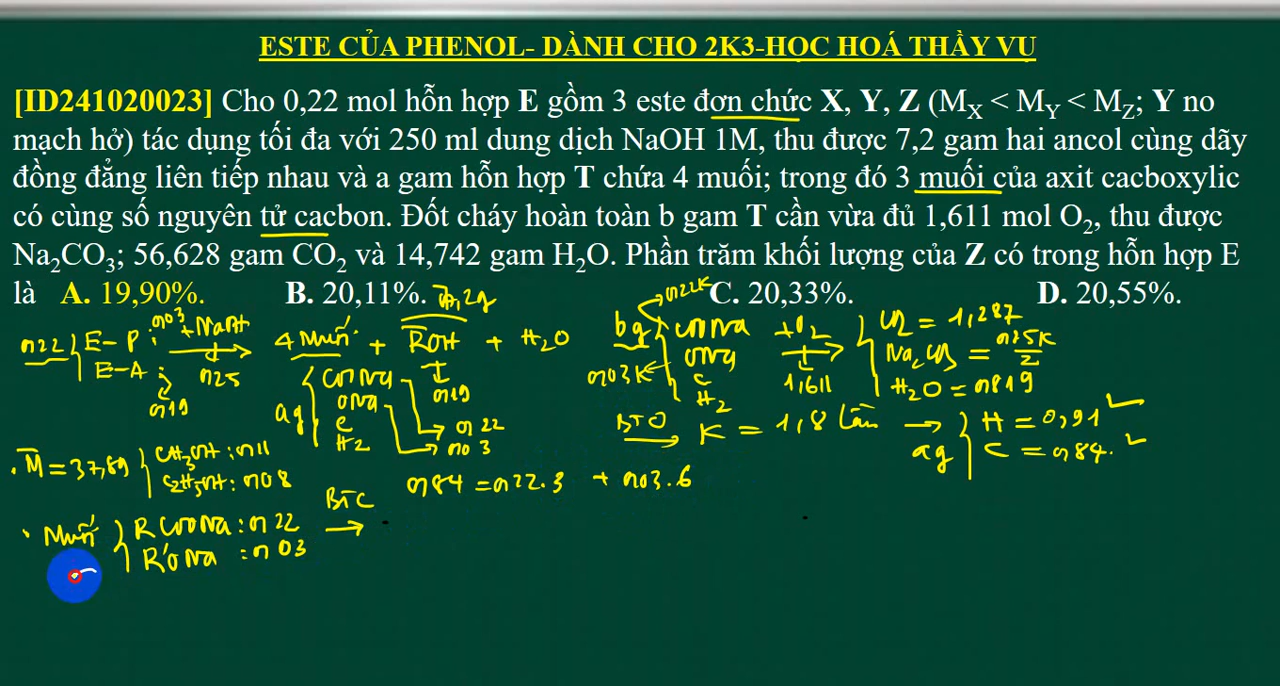 ESTE CỦA PHENOL- DÀNH CHO 2K3-HỌC HOÁ THẦY VỤ
[ID241020023] Cho 0,22 mol hỗn hợp E gồm 3 este đơn chức X, Y, Z (MX < MY < MZ; Y no
mạch hở) tác dụng tối đa với 250 ml dung dịch NaOH 1M, thu được 7,2 gam hai ancol cùng dãy
đồng đẳng liên tiếp nhau và a gam hỗn hợp T chứa 4 muối; trong đó 3 muối của axit cacboxylic
có cùng số nguyên tử cacbon. Đốt cháy hoàn toàn b gam T cần vừa đủ 1,611 mol O2, thu được
Na2CO3; 56,628 gam CO2 và 14,742 gam H2O. Phần trăm khối lượng của Z có trong hỗn hợp E
là A. 19,90%. B. 20,11%. C. 20,33%. D. 20,55%.
7,2g
0,22K
0,22 E-P : 0,03 +NaOH 4 Muối + ROH + H2O
E-A : 0,25
0,19
ag COONa ONa C H2
0,19
0,22
0,03
bg COONa +O2 CO2 = 1,287
0,03K ONa 1,611 Na2CO3 = 0,25K/2
C H2 H2O = 0,819
BTO K = 1,8 lần → ag H = 0,91
C = 0,84
. M = 37,89 CH3OH : 0,11
C2H5OH : 0,08
0,84 = 0,22.3 + 0,03.6
. Muối RCOONa : 0,22 BTC
R'ONa : 0,03